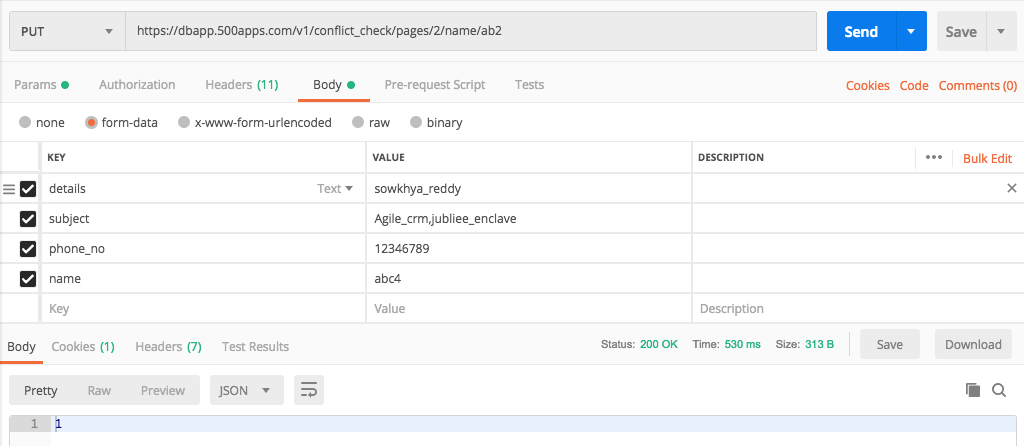 PUT https://dbapp.500apps.com/v1/conflict_check/pages/2/name/ab2 Send Save
Params Authorization Headers (11) Body Pre-request Script Tests Cookies Code Comments (0)
none form-data x-www-form-urlencoded raw binary
KEY VALUE DESCRIPTION ••• Bulk Edit
details Text sowkhya_reddy
subject Agile_crm,jubliee_enclave
phone_no 12346789
name abc4
Key Value Description
Body Cookies (1) Headers (7) Test Results Status: 200 OK Time: 530 ms Size: 313 B Save Download
Pretty Raw Preview JSON
1 1